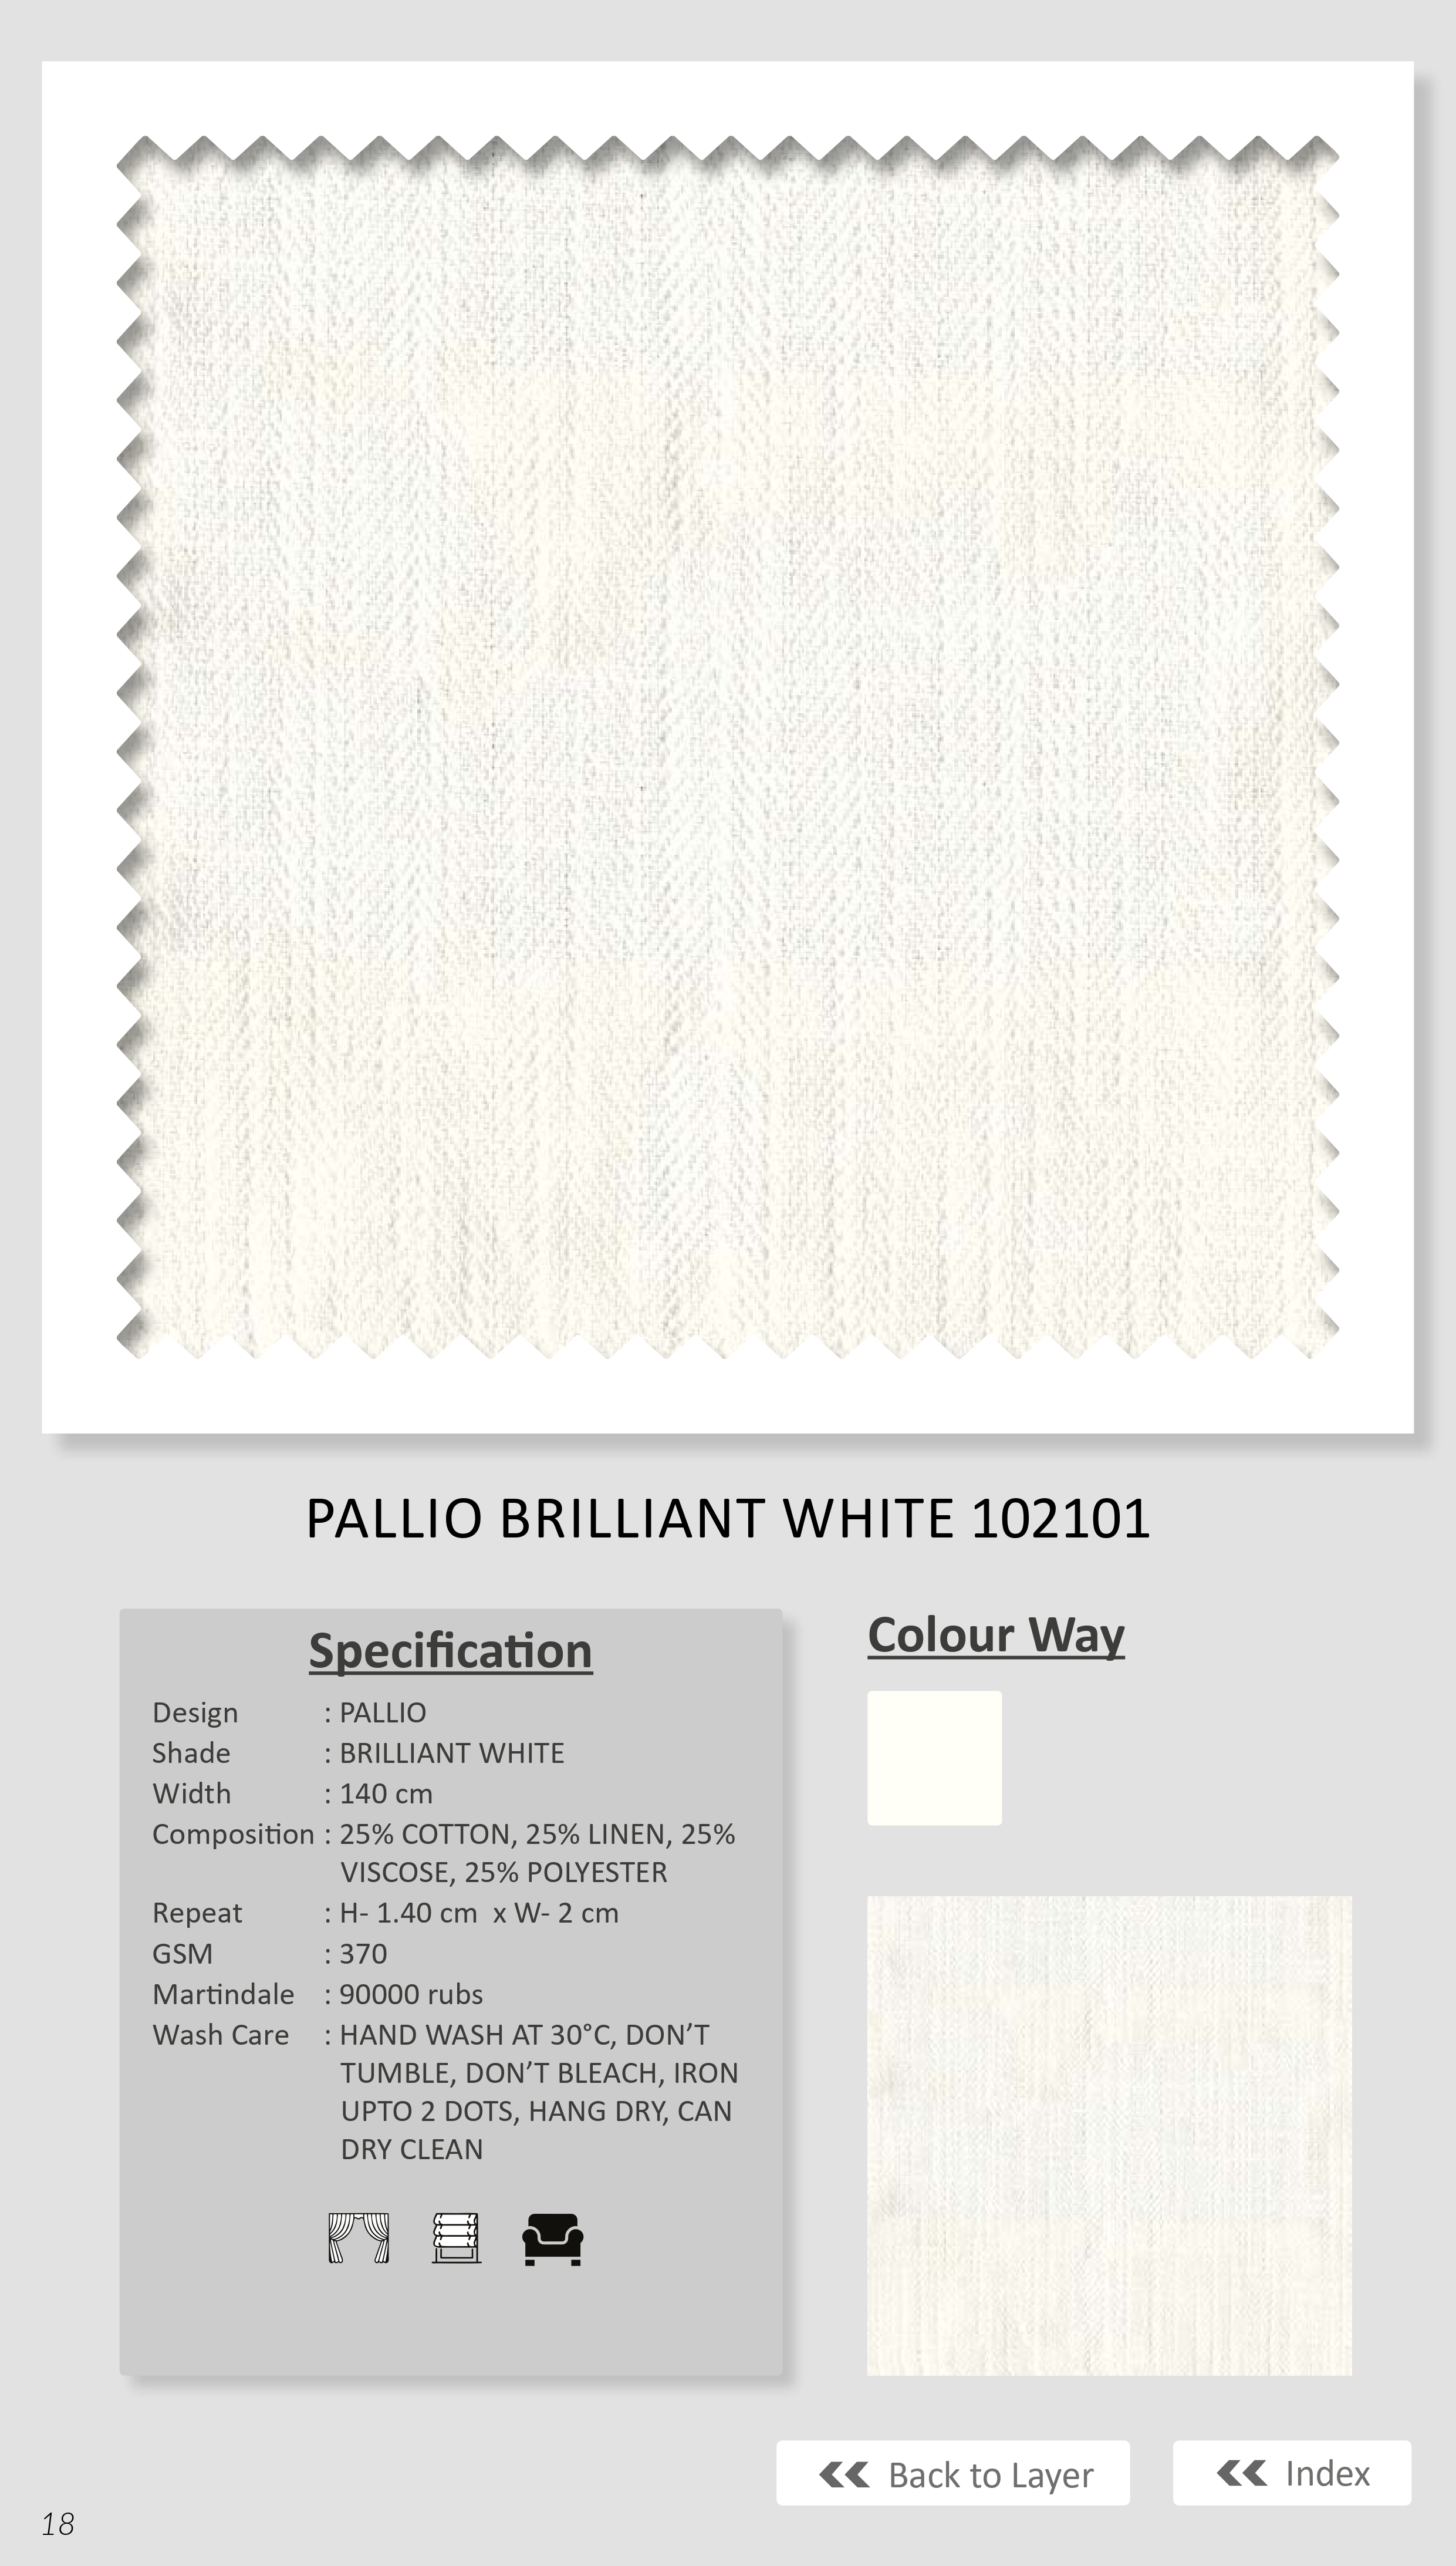 PALLIO BRILLIANT WHITE 102101
Specification
Design : PALLIO
Shade : BRILLIANT WHITE
Width : 140 cm
Composition : 25% COTTON, 25% LINEN, 25%
VISCOSE, 25% POLYESTER
Repeat : H- 1.40 cm x W- 2 cm
GSM : 370
Martindale : 90000 rubs
Wash Care : HAND WASH AT 30°C, DON’T
TUMBLE, DON’T BLEACH, IRON
UPTO 2 DOTS, HANG DRY, CAN
DRY CLEAN
Colour Way
Back to Layer
Index
18